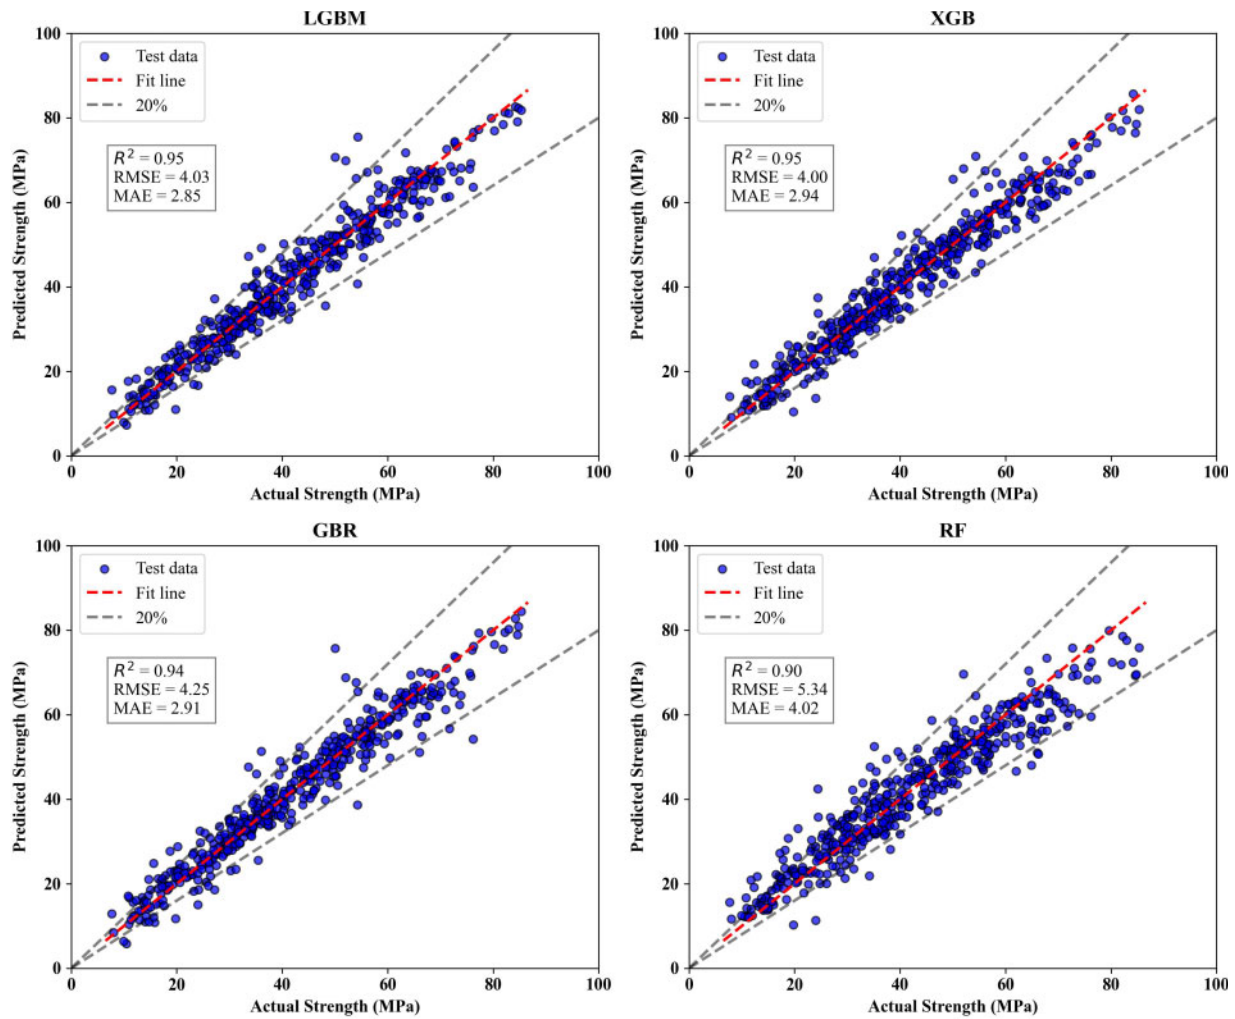 LGBM
100
80
60
40
20
0
Predicted Strength (MPa)
Test data
Fit line
20%
R² = 0.95
RMSE = 4.03
MAE = 2.85
0 20 40 60 80 100
Actual Strength (MPa)
XGB
100
80
60
40
20
0
Predicted Strength (MPa)
Test data
Fit line
20%
R² = 0.95
RMSE = 4.00
MAE = 2.94
0 20 40 60 80 100
Actual Strength (MPa)
GBR
100
80
60
40
20
0
Predicted Strength (MPa)
Test data
Fit line
20%
R² = 0.94
RMSE = 4.25
MAE = 2.91
0 20 40 60 80 100
Actual Strength (MPa)
RF
100
80
60
40
20
0
Predicted Strength (MPa)
Test data
Fit line
20%
R² = 0.90
RMSE = 5.34
MAE = 4.02
0 20 40 60 80 100
Actual Strength (MPa)